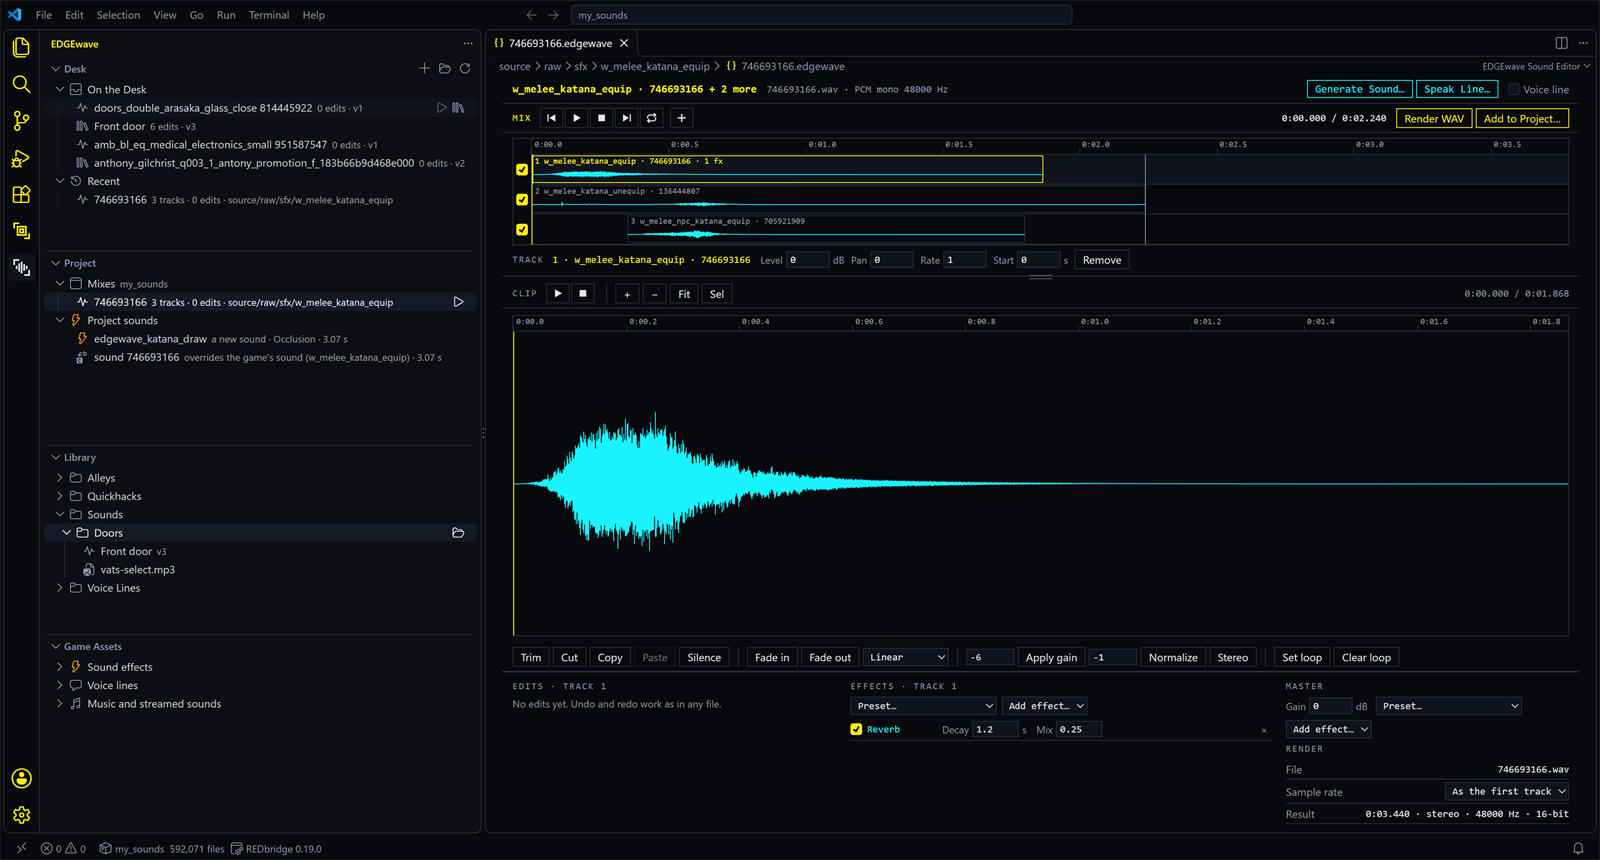 File Edit Selection View Go Run Terminal Help
my_sounds
EDGEwave
Desk
On the Desk
doors_double_arasaka_glass_close 814445922 0 edits · v1
Front door 6 edits · v3
amb_bl_eq_medical_electronics_small 951587547 0 edits · v1
anthony_gilchrist_q003_1_antony_promotion_f_183b66b9d468e000 0 edits · v2
Recent
746693166 3 tracks · 0 edits · source/raw/sfx/w_melee_katana_equip
Project
Mixes my_sounds
746693166 3 tracks · 0 edits · source/raw/sfx/w_melee_katana_equip
Project sounds
edgewave_katana_draw a new sound · Occlusion · 3.07 s
sound 746693166 overrides the game's sound (w_melee_katana_equip) · 3.07 s
Library
Alleys
Quickhacks
Sounds
Doors
Front door v3
vats-select.mp3
Voice Lines
Game Assets
Sound effects
Voice lines
Music and streamed sounds
{} 746693166.edgewave
source > raw > sfx > w_melee_katana_equip > {} 746693166.edgewave
EDGEwave Sound Editor
w_melee_katana_equip · 746693166 + 2 more 746693166.wav · PCM mono 48000 Hz
Generate Sound… Speak Line… Voice line
MIX
0:00.000 / 0:02.240 Render WAV Add to Project…
0:00.0 0:00.5 0:01.0 0:01.5 0:02.0 0:02.5 0:03.0 0:03.5
1 w_melee_katana_equip · 746693166 · 1 fx
2 w_melee_katana_unequip · 136444807
3 w_melee_npc_katana_equip · 705921909
TRACK 1 · w_melee_katana_equip · 746693166 Level 0 dB Pan 0 Rate 1 Start 0 s Remove
CLIP + − Fit Sel
0:00.000 / 0:01.868
0:00.0 0:00.2 0:00.4 0:00.6 0:00.8 0:01.0 0:01.2 0:01.4 0:01.6 0:01.8
Trim Cut Copy Paste Silence Fade in Fade out Linear -6 Apply gain -1 Normalize Stereo Set loop Clear loop
EDITS · TRACK 1
No edits yet. Undo and redo work as in any file.
EFFECTS · TRACK 1
Preset… Add effect…
Reverb Decay 1.2 s Mix 0.25 ×
MASTER
Gain 0 dB Preset…
Add effect…
RENDER
File 746693166.wav
Sample rate As the first track
Result 0:03.440 · stereo · 48000 Hz · 16-bit
0 0 my_sounds 592,071 files REDbridge 0.19.0